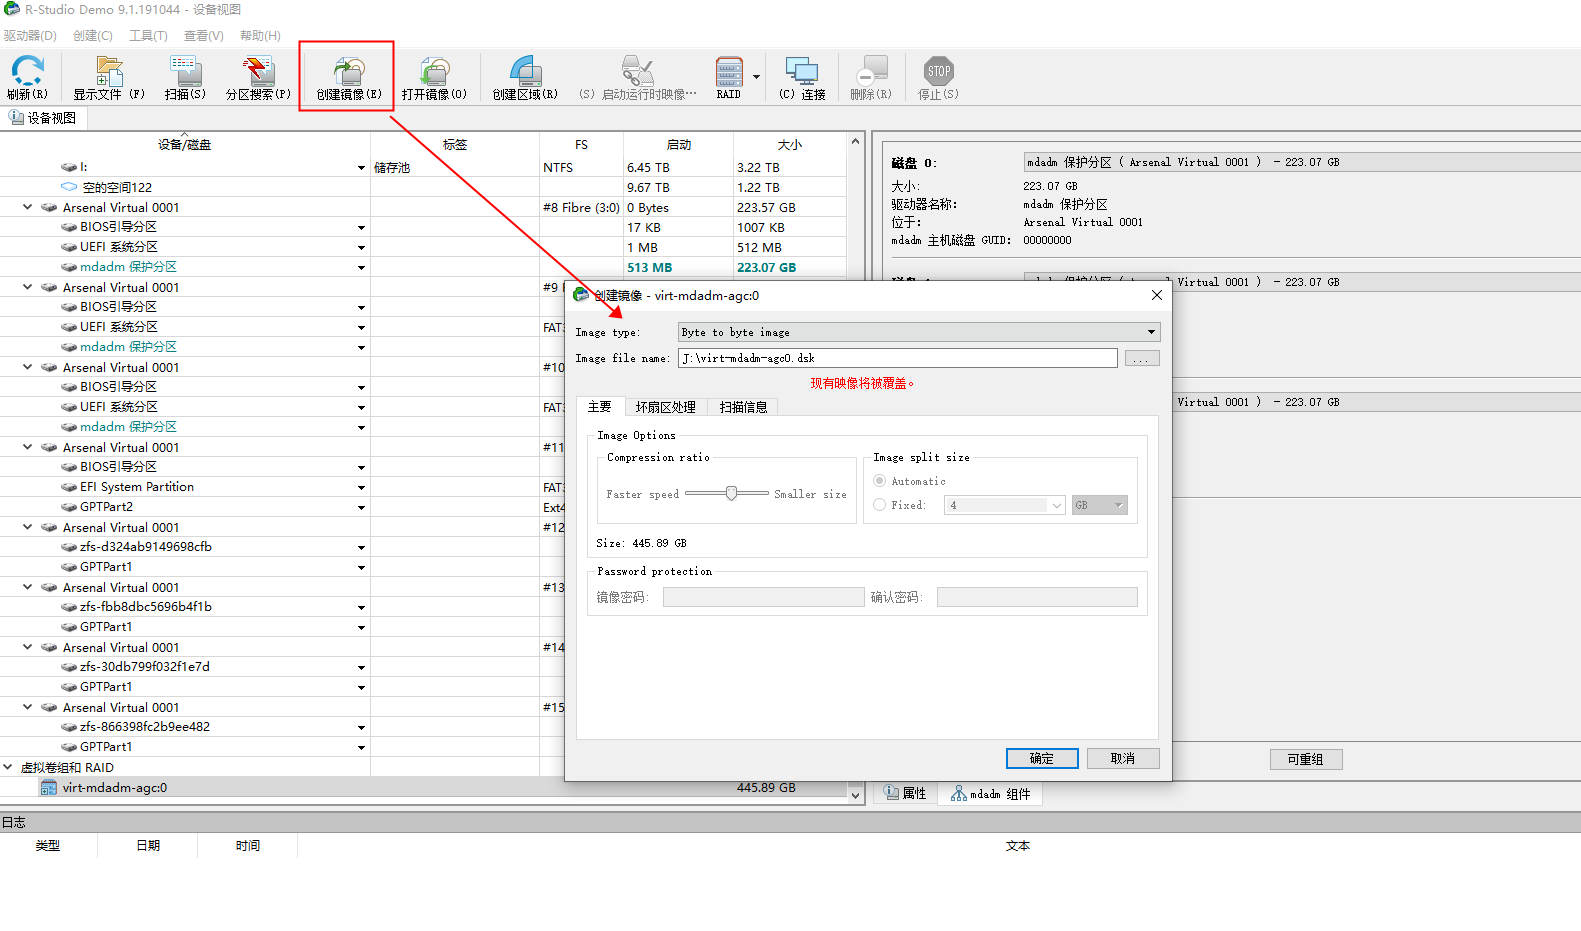 R-Studio Demo 9.1.191044 - 设备视图
驱动器(D) 创建(C) 工具(T) 查看(V) 帮助(H)
刷新(R) 显示文件 (F) 扫描(S) 分区搜索(P) 创建镜像(E) 打开镜像(O) 创建区域(R) (S) 启动运行时映像… RAID (C) 连接 删除(R) STOP 停止(S)
设备视图
设备/磁盘 标签 FS 启动 大小
I: 储存池 NTFS 6.45 TB 3.22 TB
空的空间122 9.67 TB 1.22 TB
Arsenal Virtual 0001 #8 Fibre (3:0) 0 Bytes 223.57 GB
BIOS引导分区 17 KB 1007 KB
UEFI 系统分区 1 MB 512 MB
mdadm 保护分区 513 MB 223.07 GB
Arsenal Virtual 0001 #9
BIOS引导分区
UEFI 系统分区 FAT3
mdadm 保护分区
Arsenal Virtual 0001 #10
BIOS引导分区
UEFI 系统分区 FAT3
mdadm 保护分区
Arsenal Virtual 0001 #11
BIOS引导分区
EFI System Partition FAT3
GPTPart2 Ext4
Arsenal Virtual 0001 #12
zfs-d324ab9149698cfb
GPTPart1
Arsenal Virtual 0001 #13
zfs-fbb8dbc5696b4f1b
GPTPart1
Arsenal Virtual 0001 #14
zfs-30db799f032f1e7d
GPTPart1
Arsenal Virtual 0001 #15
zfs-866398fc2b9ee482
GPTPart1
虚拟卷组和 RAID
virt-mdadm-agc:0 445.89 GB
磁盘 0: mdadm 保护分区 ( Arsenal Virtual 0001 ) - 223.07 GB
大小: 223.07 GB
驱动器名称: mdadm 保护分区
位于: Arsenal Virtual 0001
mdadm 主机磁盘 GUID: 00000000
保护分区 ( Arsenal Virtual 0001 ) - 223.07 GB
Virtual 0001 ) - 223.07 GB
可重组
属性 mdadm 组件
创建镜像 - virt-mdadm-agc:0
Image type: Byte to byte image
Image file name: J:\virt-mdadm-agc0.dsk ...
现有映像将被覆盖。
主要 坏扇区处理 扫描信息
Image Options
Compression ratio Image split size
Faster speed Smaller size Automatic
Fixed: 4 GB
Size: 445.89 GB
Password protection
镜像密码: 确认密码:
确定 取消
日志
类型 日期 时间 文本